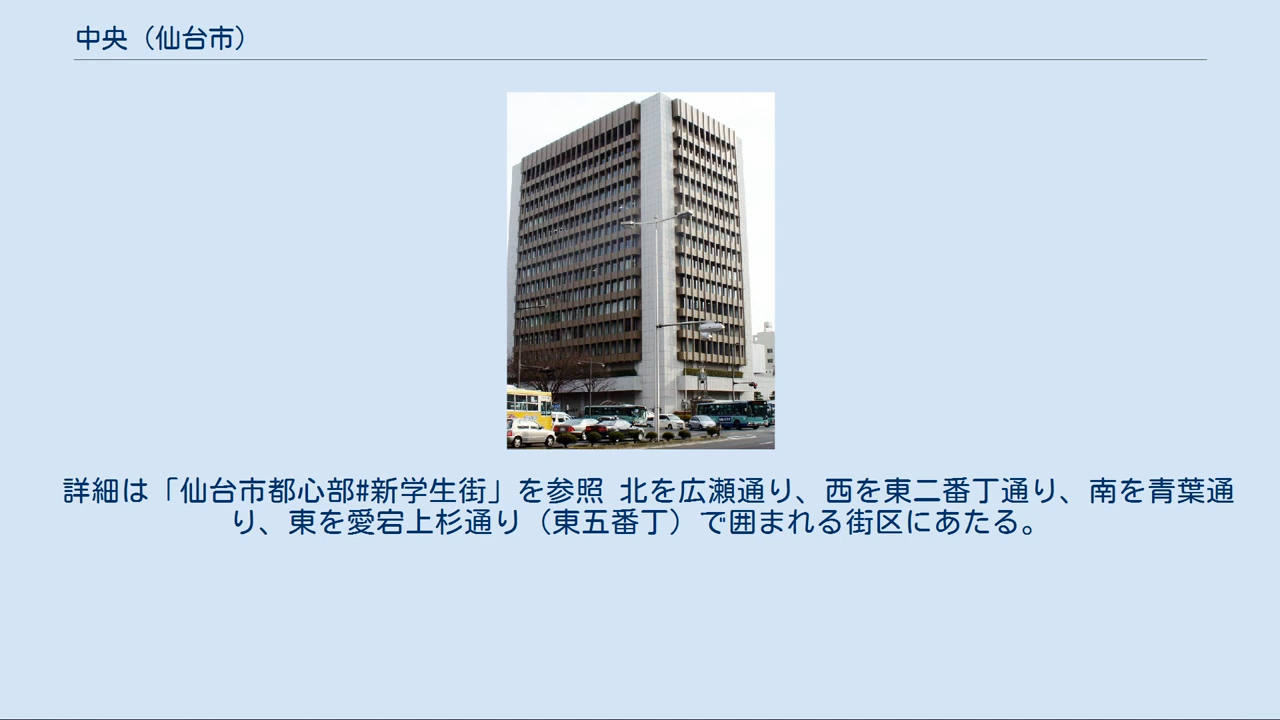 中央（仙台市）
詳細は「仙台市都心部#新学生街」を参照 北を広瀬通り、西を東二番丁通り、南を青葉通
り、東を愛宕上杉通り（東五番丁）で囲まれる街区にあたる。